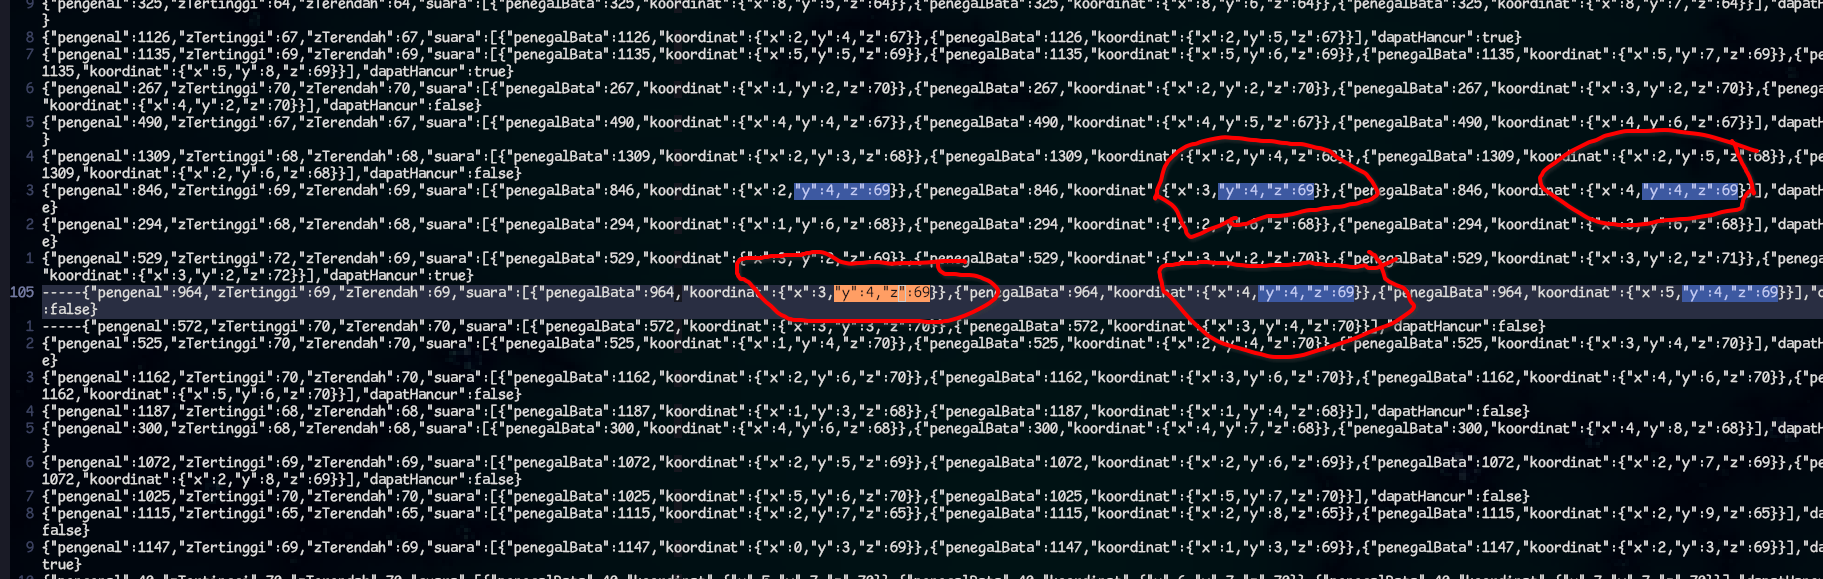 9 {"pengenal":325,"zTertinggi":64,"zTerendah":64,"suara":[{"penegalBata":325,"koordinat":{"x":8,"y":5,"z":64}},{"penegalBata":325,"koordinat":{"x":8,"y":6,"z":64}},{"penegalBata":325,"koordinat":{"x":8,"y":7,"z":64}}],"dapatHa
}
8 {"pengenal":1126,"zTertinggi":67,"zTerendah":67,"suara":[{"penegalBata":1126,"koordinat":{"x":2,"y":4,"z":67}},{"penegalBata":1126,"koordinat":{"x":2,"y":5,"z":67}}],"dapatHancur":true}
7 {"pengenal":1135,"zTertinggi":69,"zTerendah":69,"suara":[{"penegalBata":1135,"koordinat":{"x":5,"y":5,"z":69}},{"penegalBata":1135,"koordinat":{"x":5,"y":6,"z":69}},{"penegalBata":1135,"koordinat":{"x":5,"y":7,"z":69}},{"pe
1135,"koordinat":{"x":5,"y":8,"z":69}}],"dapatHancur":true}
6 {"pengenal":267,"zTertinggi":70,"zTerendah":70,"suara":[{"penegalBata":267,"koordinat":{"x":1,"y":2,"z":70}},{"penegalBata":267,"koordinat":{"x":2,"y":2,"z":70}},{"penegalBata":267,"koordinat":{"x":3,"y":2,"z":70}},{"pe
"koordinat":{"x":4,"y":2,"z":70}}],"dapatHancur":false}
5 {"pengenal":490,"zTertinggi":67,"zTerendah":67,"suara":[{"penegalBata":490,"koordinat":{"x":4,"y":4,"z":67}},{"penegalBata":490,"koordinat":{"x":4,"y":5,"z":67}},{"penegalBata":490,"koordinat":{"x":4,"y":6,"z":67}}],"dapatH
}
4 {"pengenal":1309,"zTertinggi":68,"zTerendah":68,"suara":[{"penegalBata":1309,"koordinat":{"x":2,"y":3,"z":68}},{"penegalBata":1309,"koordinat":{"x":2,"y":4,"z":68}},{"penegalBata":1309,"koordinat":{"x":2,"y":5,"z":68}},{"pe
1309,"koordinat":{"x":2,"y":6,"z":68}}],"dapatHancur":false}
3 {"pengenal":846,"zTertinggi":69,"zTerendah":69,"suara":[{"penegalBata":846,"koordinat":{"x":2,"y":4,"z":69}},{"penegalBata":846,"koordinat":{"x":3,"y":4,"z":69}},{"penegalBata":846,"koordinat":{"x":4,"y":4,"z":69}}],"dapatH
e}
2 {"pengenal":294,"zTertinggi":68,"zTerendah":68,"suara":[{"penegalBata":294,"koordinat":{"x":1,"y":6,"z":68}},{"penegalBata":294,"koordinat":{"x":2,"y":6,"z":68}},{"penegalBata":294,"koordinat":{"x":3,"y":6,"z":68}}],"dapatH
e}
1 {"pengenal":529,"zTertinggi":72,"zTerendah":69,"suara":[{"penegalBata":529,"koordinat":{"x":3,"y":2,"z":69}},{"penegalBata":529,"koordinat":{"x":3,"y":2,"z":70}},{"penegalBata":529,"koordinat":{"x":3,"y":2,"z":71}},{"pe
"koordinat":{"x":3,"y":2,"z":72}}],"dapatHancur":true}
105 -----{"pengenal":964,"zTertinggi":69,"zTerendah":69,"suara":[{"penegalBata":964,"koordinat":{"x":3,"y":4,"z":69}},{"penegalBata":964,"koordinat":{"x":4,"y":4,"z":69}},{"penegalBata":964,"koordinat":{"x":5,"y":4,"z":69}}],"d
:false}
1 -----{"pengenal":572,"zTertinggi":70,"zTerendah":70,"suara":[{"penegalBata":572,"koordinat":{"x":3,"y":3,"z":70}},{"penegalBata":572,"koordinat":{"x":3,"y":4,"z":70}}],"dapatHancur":false}
2 {"pengenal":525,"zTertinggi":70,"zTerendah":70,"suara":[{"penegalBata":525,"koordinat":{"x":1,"y":4,"z":70}},{"penegalBata":525,"koordinat":{"x":2,"y":4,"z":70}},{"penegalBata":525,"koordinat":{"x":3,"y":4,"z":70}}],"dapatH
e}
3 {"pengenal":1162,"zTertinggi":70,"zTerendah":70,"suara":[{"penegalBata":1162,"koordinat":{"x":2,"y":6,"z":70}},{"penegalBata":1162,"koordinat":{"x":3,"y":6,"z":70}},{"penegalBata":1162,"koordinat":{"x":4,"y":6,"z":70}},{"pe
1162,"koordinat":{"x":5,"y":6,"z":70}}],"dapatHancur":false}
4 {"pengenal":1187,"zTertinggi":68,"zTerendah":68,"suara":[{"penegalBata":1187,"koordinat":{"x":1,"y":3,"z":68}},{"penegalBata":1187,"koordinat":{"x":1,"y":4,"z":68}}],"dapatHancur":false}
5 {"pengenal":300,"zTertinggi":68,"zTerendah":68,"suara":[{"penegalBata":300,"koordinat":{"x":4,"y":6,"z":68}},{"penegalBata":300,"koordinat":{"x":4,"y":7,"z":68}},{"penegalBata":300,"koordinat":{"x":4,"y":8,"z":68}}],"dapatH
}
6 {"pengenal":1072,"zTertinggi":69,"zTerendah":69,"suara":[{"penegalBata":1072,"koordinat":{"x":2,"y":5,"z":69}},{"penegalBata":1072,"koordinat":{"x":2,"y":6,"z":69}},{"penegalBata":1072,"koordinat":{"x":2,"y":7,"z":69}},{"pe
1072,"koordinat":{"x":2,"y":8,"z":69}}],"dapatHancur":false}
7 {"pengenal":1025,"zTertinggi":70,"zTerendah":70,"suara":[{"penegalBata":1025,"koordinat":{"x":5,"y":6,"z":70}},{"penegalBata":1025,"koordinat":{"x":5,"y":7,"z":70}}],"dapatHancur":false}
8 {"pengenal":1115,"zTertinggi":65,"zTerendah":65,"suara":[{"penegalBata":1115,"koordinat":{"x":2,"y":7,"z":65}},{"penegalBata":1115,"koordinat":{"x":2,"y":8,"z":65}},{"penegalBata":1115,"koordinat":{"x":2,"y":9,"z":65}}],"da
false}
9 {"pengenal":1147,"zTertinggi":69,"zTerendah":69,"suara":[{"penegalBata":1147,"koordinat":{"x":0,"y":3,"z":69}},{"penegalBata":1147,"koordinat":{"x":1,"y":3,"z":69}},{"penegalBata":1147,"koordinat":{"x":2,"y":3,"z":69}}],"da
true}